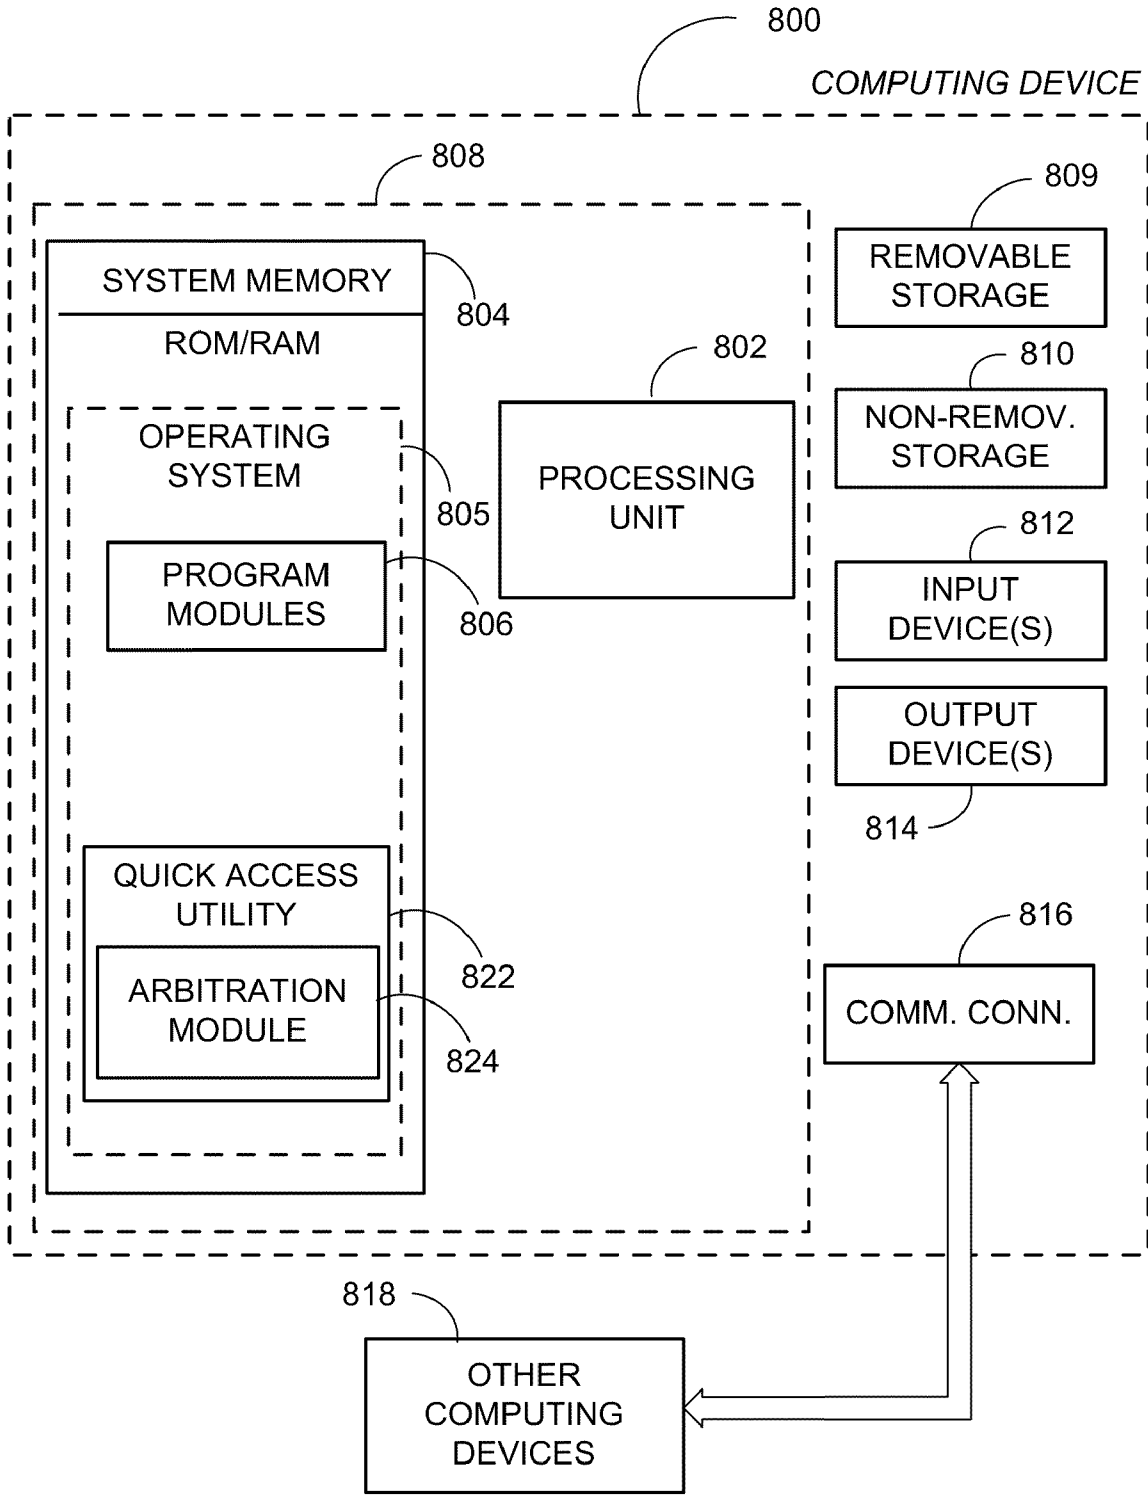 800
COMPUTING DEVICE
808
809
SYSTEM MEMORY
804
ROM/RAM
REMOVABLE
STORAGE
802
810
OPERATING
SYSTEM
805
PROCESSING
UNIT
NON-REMOV.
STORAGE
812
PROGRAM
MODULES
806
INPUT
DEVICE(S)
OUTPUT
DEVICE(S)
814
QUICK ACCESS
UTILITY
822
816
ARBITRATION
MODULE
824
COMM. CONN.
818
OTHER
COMPUTING
DEVICES